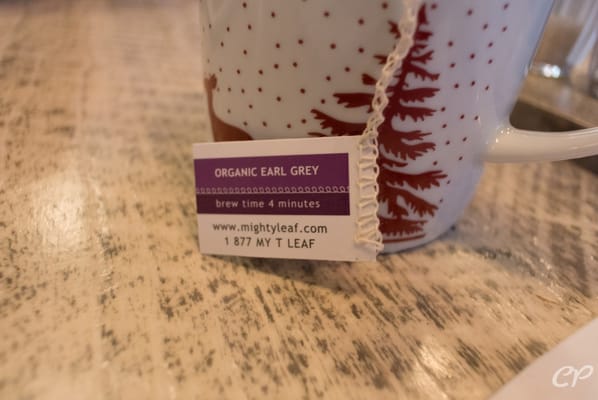 ORGANIC EARL GREY
brew time 4 minutes
www.mightyleaf.com
1 877 MY T LEAF
CP